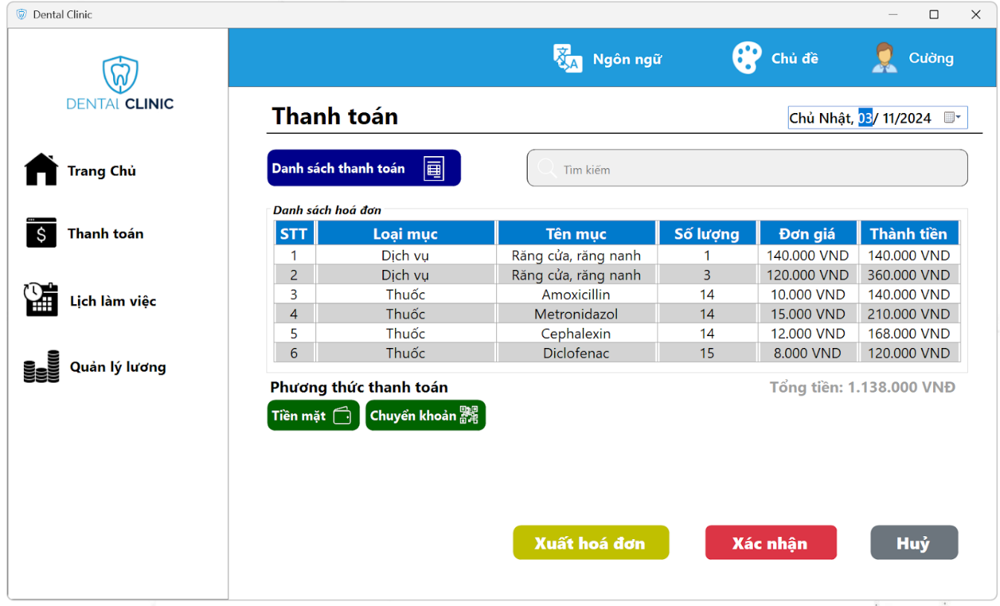 Dental Clinic
Ngôn ngữ
Chủ đề
Cường
DENTAL CLINIC
Thanh toán
Chủ Nhật, 03/ 11/2024
Trang Chủ
Danh sách thanh toán
Tìm kiếm
Danh sách hoá đơn
STT Loại mục Tên mục Số lượng Đơn giá Thành tiền
1 Dịch vụ Răng cửa, răng nanh 1 140.000 VND 140.000 VND
2 Dịch vụ Răng cửa, răng nanh 3 120.000 VND 360.000 VND
3 Thuốc Amoxicillin 14 10.000 VND 140.000 VND
4 Thuốc Metronidazol 14 15.000 VND 210.000 VND
5 Thuốc Cephalexin 14 12.000 VND 168.000 VND
6 Thuốc Diclofenac 15 8.000 VND 120.000 VND
Thanh toán
Lịch làm việc
Quản lý lương
Phương thức thanh toán
Tổng tiền: 1.138.000 VNĐ
Tiền mặt
Chuyển khoản
Xuất hoá đơn
Xác nhận
Huỷ